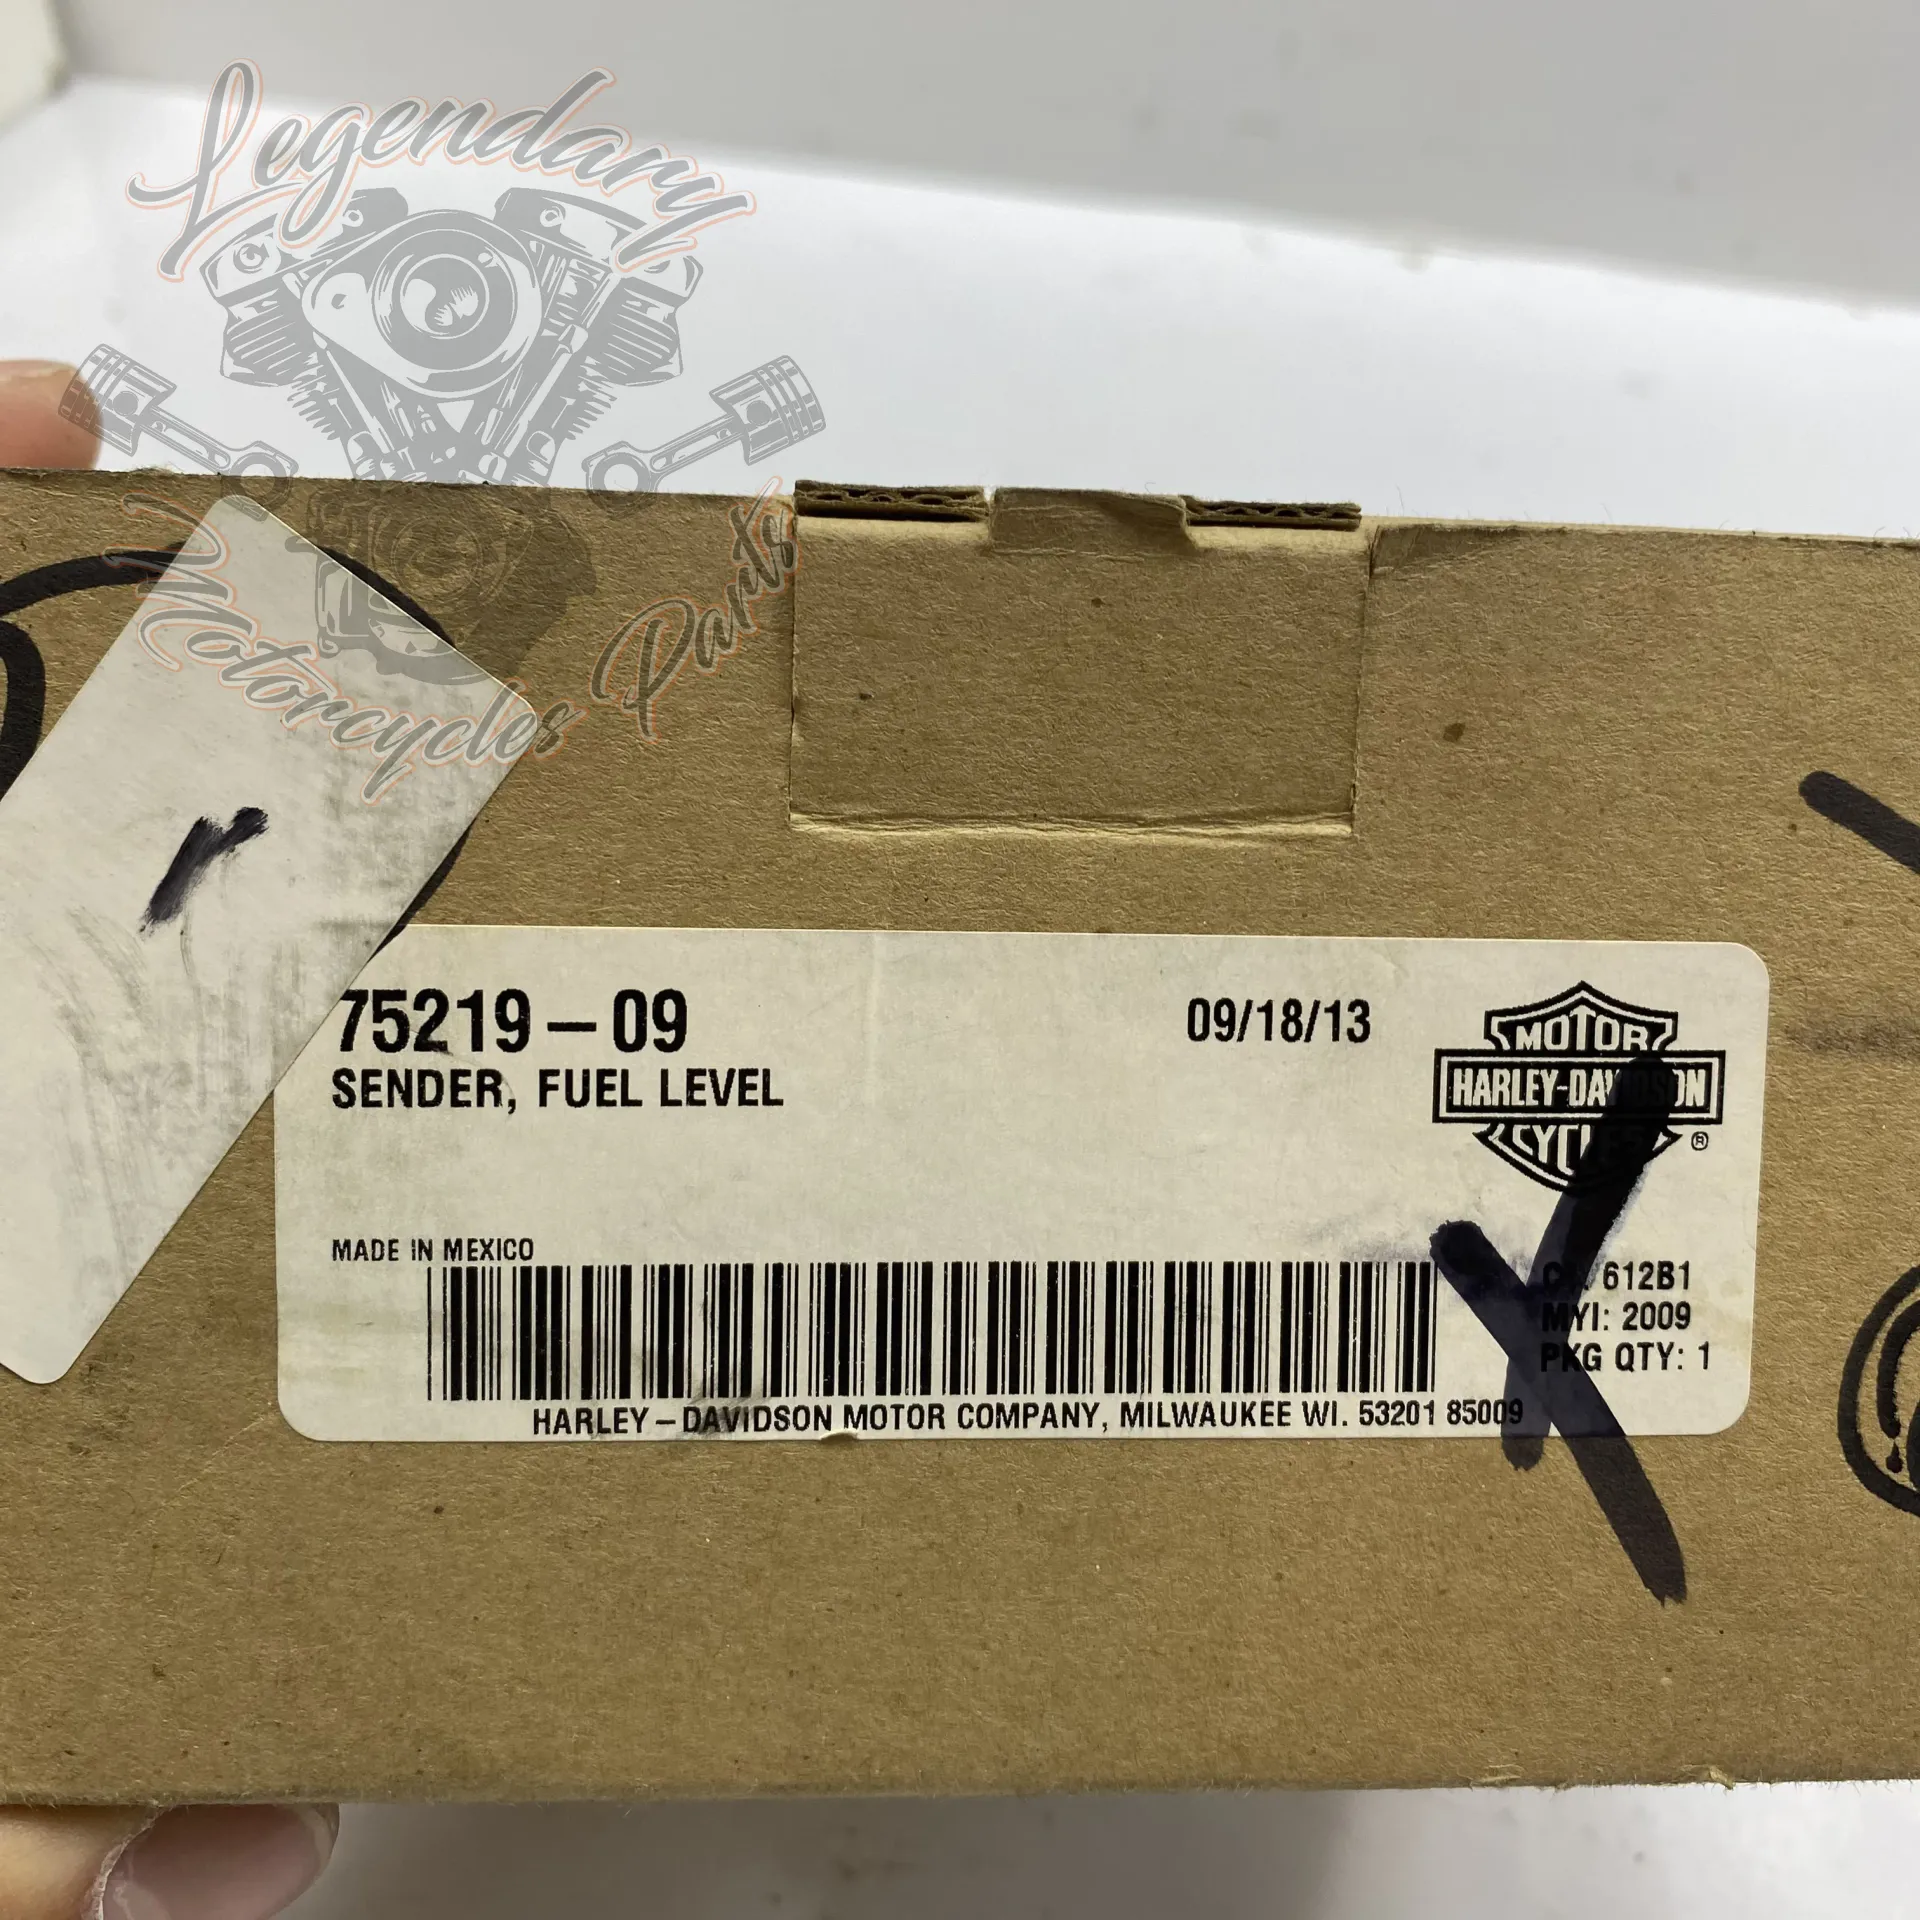 Legendary
Motorcycles Parts
75219-09
09/18/13
SENDER, FUEL LEVEL
MOTOR
HARLEY-DAVIDSON
CYCLES
®
MADE IN MEXICO
612B1
MYI: 2009
PKG QTY: 1
HARLEY-DAVIDSON MOTOR COMPANY, MILWAUKEE WI. 53201 85009